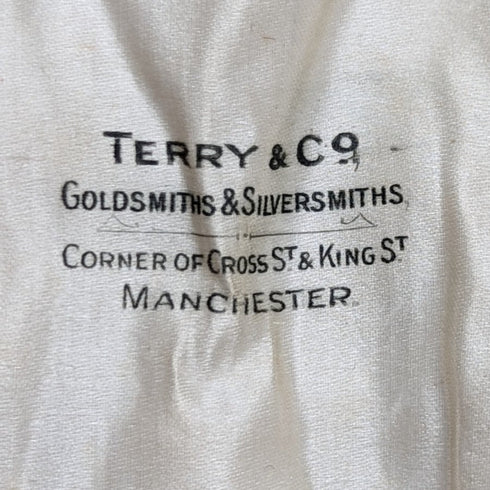 TERRY & Cº,
GOLDSMITHS & SILVERSMITHS,
CORNER OF CROSS Sᵀ & KING Sᵀ
MANCHESTER.